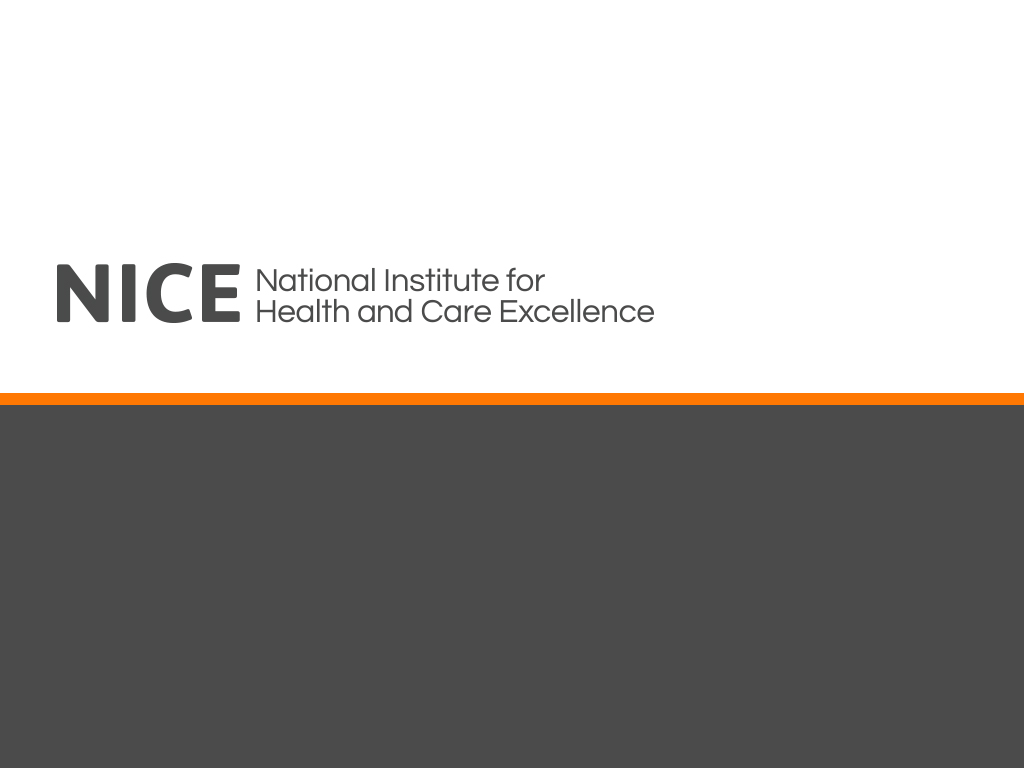 NICE National Institute for
Health and Care Excellence